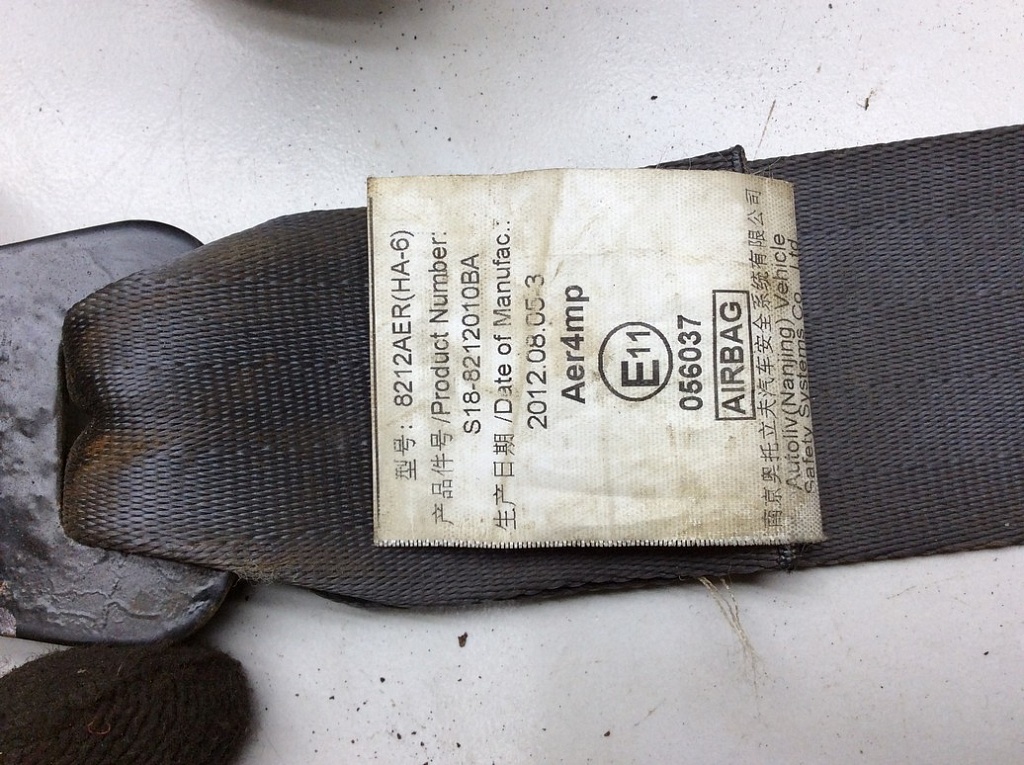 型号: 8212AER(HA-6)
产品件号/Product Number:
S18-8212010BA
生产日期 /Date of Manufac..
2012.08.05-3
Aer4mp
E11
056037
AIRBAG
南京奥托立夫汽车安全系统有限公司
Autoliv(Nanjing) Vehicle
Safety Systems Co., Ltd